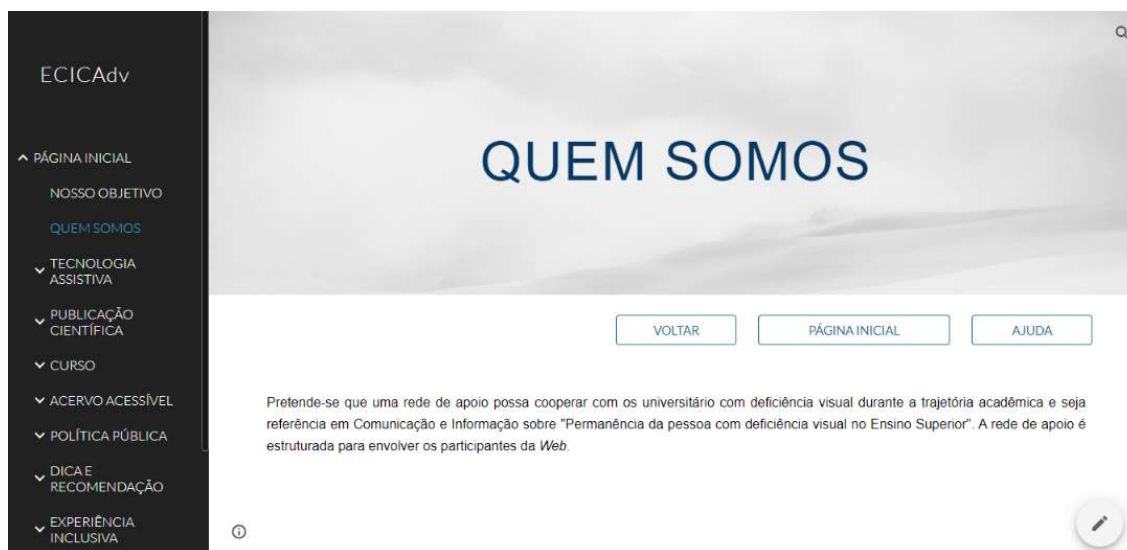 ECICAdv
PÁGINA INICIAL
NOSSO OBJETIVO
QUEM SOMOS
TECNOLOGIA
ASSISTIVA
PUBLICAÇÃO
CIENTÍFICA
CURSO
ACERVO ACESSÍVEL
POLÍTICA PÚBLICA
DICA E
RECOMENDAÇÃO
EXPERIÊNCIA
INCLUSIVA
QUEM SOMOS
VOLTAR
PÁGINA INICIAL
AJUDA
Pretende-se que uma rede de apoio possa cooperar com os universitário com deficiência visual durante a trajetória acadêmica e seja
referência em Comunicação e Informação sobre "Permanência da pessoa com deficiência visual no Ensino Superior". A rede de apoio é
estruturada para envolver os participantes da Web.